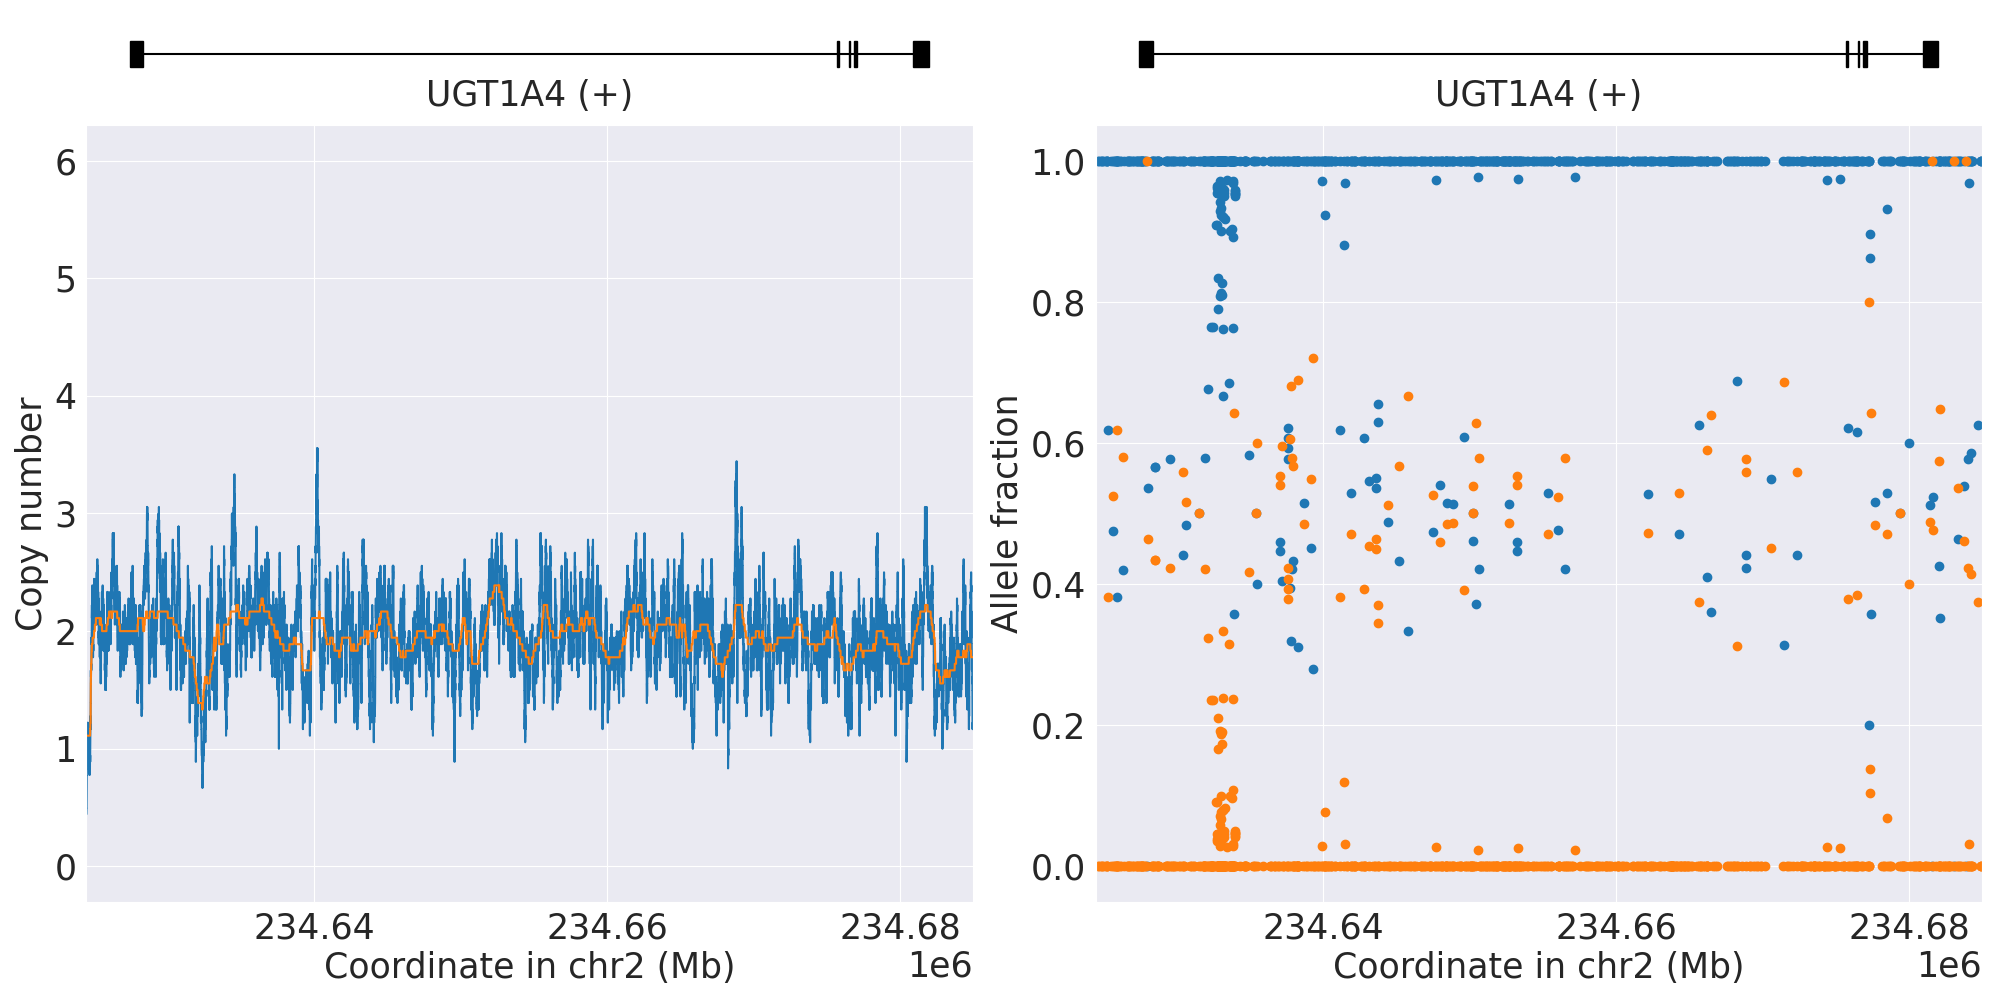 UGT1A4 (+)
6
5
4
3
2
1
0
Copy number
234.64 234.66 234.68
Coordinate in chr2 (Mb)
1e6
UGT1A4 (+)
1.0
0.8
0.6
0.4
0.2
0.0
Allele fraction
234.64 234.66 234.68
Coordinate in chr2 (Mb)
1e6